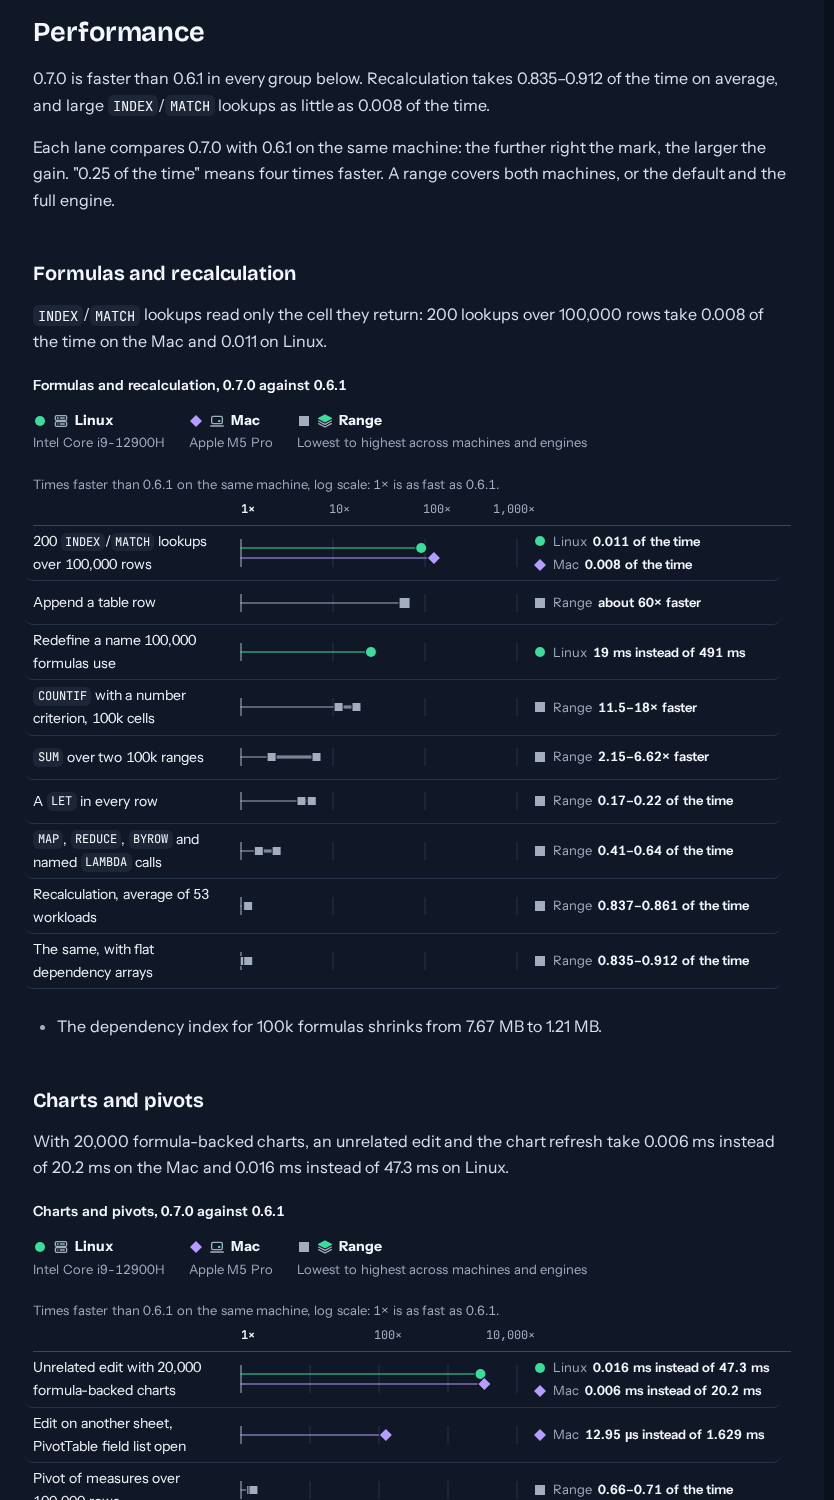 Performance
0.7.0 is faster than 0.6.1 in every group below. Recalculation takes 0.835–0.912 of the time on average,
and large INDEX/MATCH lookups as little as 0.008 of the time.
Each lane compares 0.7.0 with 0.6.1 on the same machine: the further right the mark, the larger the
gain. "0.25 of the time" means four times faster. A range covers both machines, or the default and the
full engine.
Formulas and recalculation
INDEX/MATCH lookups read only the cell they return: 200 lookups over 100,000 rows take 0.008 of
the time on the Mac and 0.011 on Linux.
Formulas and recalculation, 0.7.0 against 0.6.1
Linux Mac Range
Intel Core i9-12900H Apple M5 Pro Lowest to highest across machines and engines
Times faster than 0.6.1 on the same machine, log scale: 1× is as fast as 0.6.1.
1× 10× 100× 1,000×
200 INDEX/MATCH lookups
over 100,000 rows
Linux 0.011 of the time
Mac 0.008 of the time
Append a table row
Range about 60× faster
Redefine a name 100,000
formulas use
Linux 19 ms instead of 491 ms
COUNTIF with a number
criterion, 100k cells
Range 11.5–18× faster
SUM over two 100k ranges
Range 2.15–6.62× faster
A LET in every row
Range 0.17–0.22 of the time
MAP, REDUCE, BYROW and
named LAMBDA calls
Range 0.41–0.64 of the time
Recalculation, average of 53
workloads
Range 0.837–0.861 of the time
The same, with flat
dependency arrays
Range 0.835–0.912 of the time
• The dependency index for 100k formulas shrinks from 7.67 MB to 1.21 MB.
Charts and pivots
With 20,000 formula-backed charts, an unrelated edit and the chart refresh take 0.006 ms instead
of 20.2 ms on the Mac and 0.016 ms instead of 47.3 ms on Linux.
Charts and pivots, 0.7.0 against 0.6.1
Linux Mac Range
Intel Core i9-12900H Apple M5 Pro Lowest to highest across machines and engines
Times faster than 0.6.1 on the same machine, log scale: 1× is as fast as 0.6.1.
1× 100× 10,000×
Unrelated edit with 20,000
formula-backed charts
Linux 0.016 ms instead of 47.3 ms
Mac 0.006 ms instead of 20.2 ms
Edit on another sheet,
PivotTable field list open
Mac 12.95 µs instead of 1.629 ms
Pivot of measures over
100,000 rows
Range 0.66–0.71 of the time